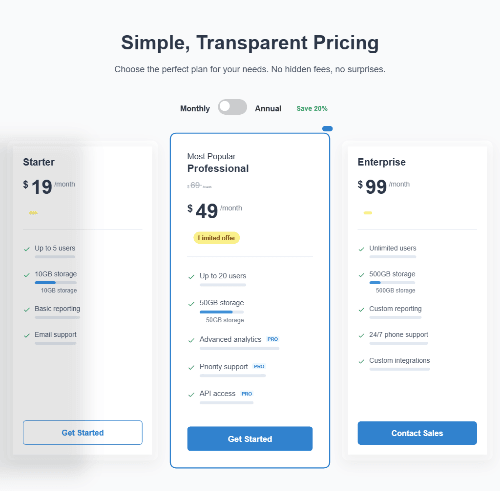 Simple, Transparent Pricing
Choose the perfect plan for your needs. No hidden fees, no surprises.
Monthly Annual Save 20%
Starter
$ 19 /month
Up to 5 users
10GB storage
10GB storage
Basic reporting
Email support
Get Started
Most Popular
Professional
$ 49 /month
Limited offer
Up to 20 users
50GB storage
50GB storage
Advanced analytics PRO
Priority support PRO
API access PRO
Get Started
Enterprise
$ 99 /month
Unlimited users
500GB storage
500GB storage
Custom reporting
24/7 phone support
Custom integrations
Contact Sales